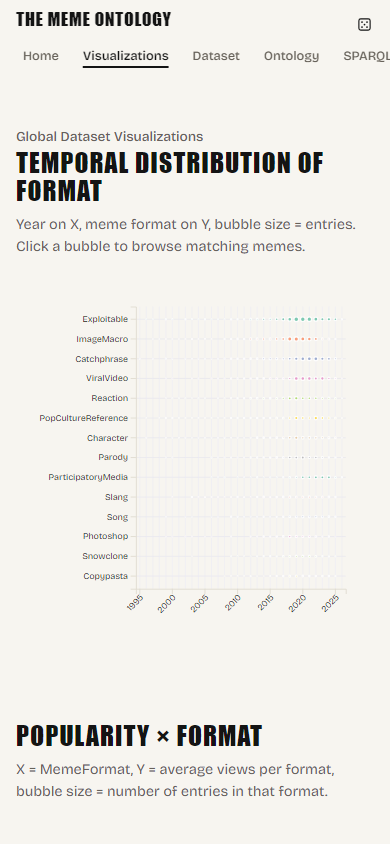 THE MEME ONTOLOGY
Home Visualizations Dataset Ontology SPARQL
Global Dataset Visualizations
TEMPORAL DISTRIBUTION OF
FORMAT
Year on X, meme format on Y, bubble size = entries.
Click a bubble to browse matching memes.
Exploitable
ImageMacro
Catchphrase
ViralVideo
Reaction
PopCultureReference
Character
Parody
ParticipatoryMedia
Slang
Song
Photoshop
Snowclone
Copypasta
1995 2000 2005 2010 2015 2020 2025
POPULARITY × FORMAT
X = MemeFormat, Y = average views per format,
bubble size = number of entries in that format.